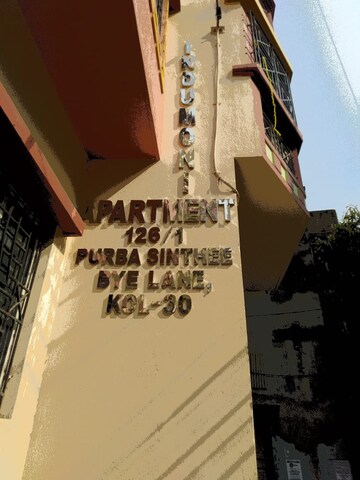 INDUMONI
APARTMENT
126/1
PURBA SINTHEE
BYE LANE,
KOL-30